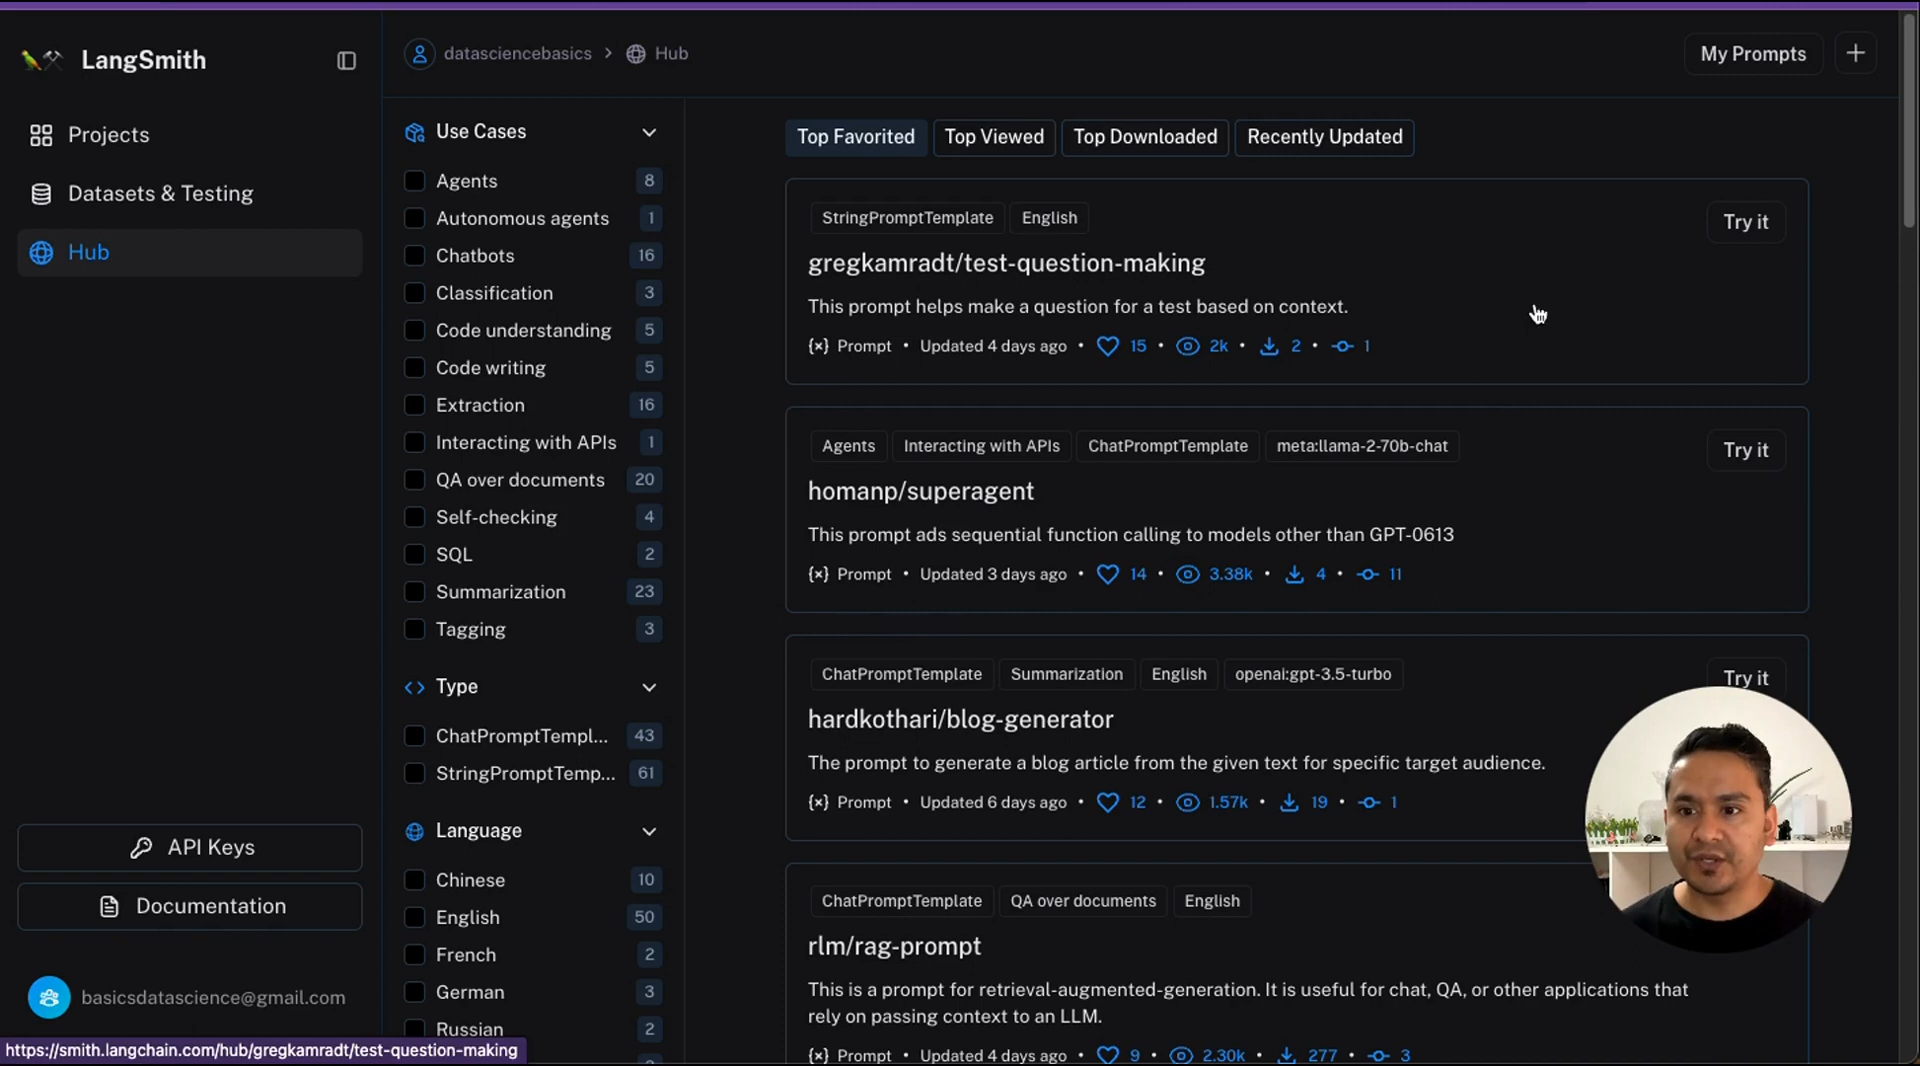 LangSmith
datasciencebasics > Hub
My Prompts
Projects
Datasets & Testing
Hub
API Keys
Documentation
basicsdatascience@gmail.com
Use Cases
Agents 8
Autonomous agents 1
Chatbots 16
Classification 3
Code understanding 5
Code writing 5
Extraction 16
Interacting with APIs 1
QA over documents 20
Self-checking 4
SQL 2
Summarization 23
Tagging 3
Type
ChatPromptTempl... 43
StringPromptTemp... 61
Language
Chinese 10
English 50
French 2
German 3
Russian 2
Top Favorited Top Viewed Top Downloaded Recently Updated
StringPromptTemplate English Try it
gregkamradt/test-question-making
This prompt helps make a question for a test based on context.
{×} Prompt • Updated 4 days ago • 15 • 2k • 2 • 1
Agents Interacting with APIs ChatPromptTemplate meta:llama-2-70b-chat Try it
homanp/superagent
This prompt ads sequential function calling to models other than GPT-0613
{×} Prompt • Updated 3 days ago • 14 • 3.38k • 4 • 11
ChatPromptTemplate Summarization English openai:gpt-3.5-turbo Try it
hardkothari/blog-generator
The prompt to generate a blog article from the given text for specific target audience.
{×} Prompt • Updated 6 days ago • 12 • 1.57k • 19 • 1
ChatPromptTemplate QA over documents English
rlm/rag-prompt
This is a prompt for retrieval-augmented-generation. It is useful for chat, QA, or other applications that
rely on passing context to an LLM.
{×} Prompt • Updated 4 days ago • 9 • 2.30k • 277 • 3
https://smith.langchain.com/hub/gregkamradt/test-question-making